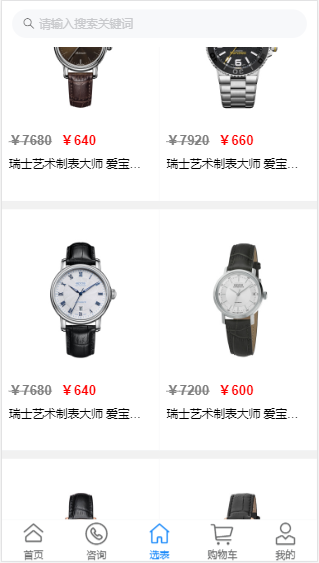 请输入搜索关键词
￥7680 ￥640
瑞士艺术制表大师 爱宝…
￥7920 ￥660
瑞士艺术制表大师 爱宝…
￥7680 ￥640
瑞士艺术制表大师 爱宝…
￥7200 ￥600
瑞士艺术制表大师 爱宝…
首页
咨询
选表
购物车
我的